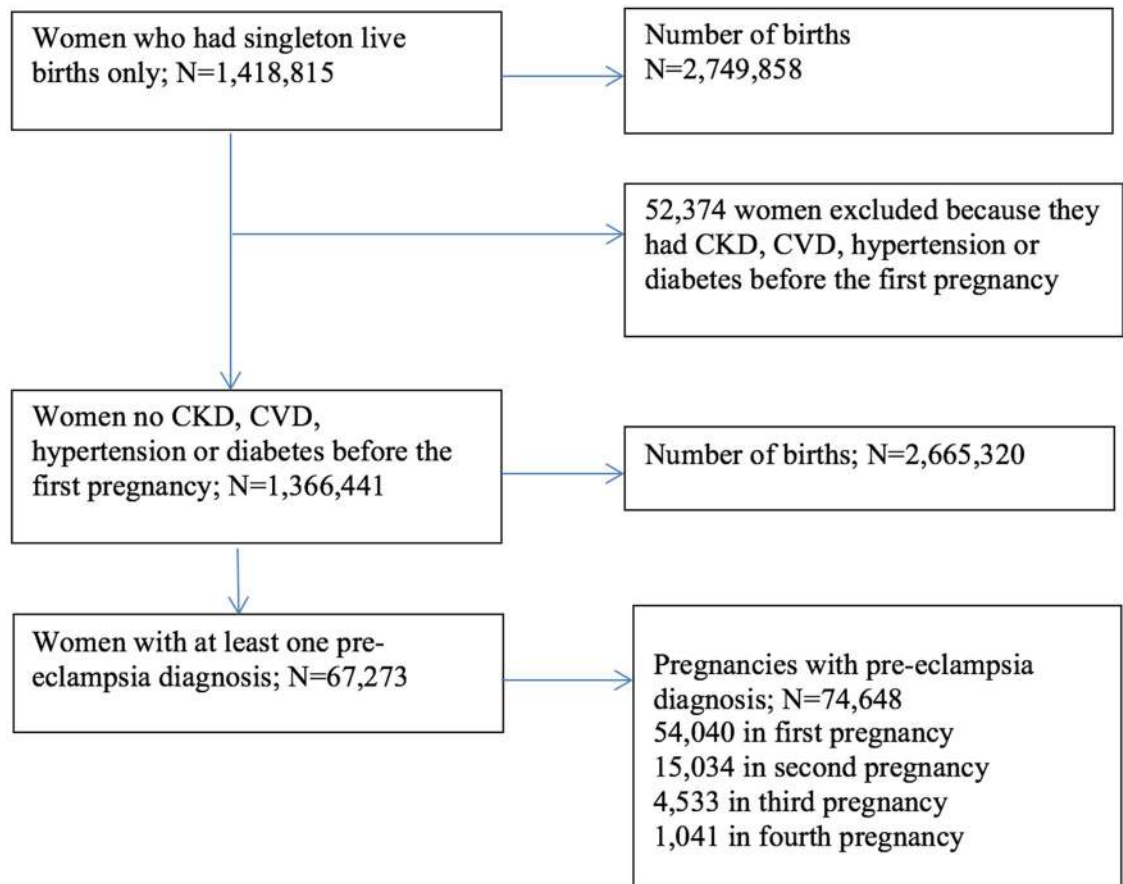 Women who had singleton live
births only; N=1,418,815
Number of births
N=2,749,858
52,374 women excluded because they
had CKD, CVD, hypertension or
diabetes before the first pregnancy
Women no CKD, CVD,
hypertension or diabetes before the
first pregnancy; N=1,366,441
Number of births; N=2,665,320
Women with at least one pre-
eclampsia diagnosis; N=67,273
Pregnancies with pre-eclampsia
diagnosis; N=74,648
54,040 in first pregnancy
15,034 in second pregnancy
4,533 in third pregnancy
1,041 in fourth pregnancy